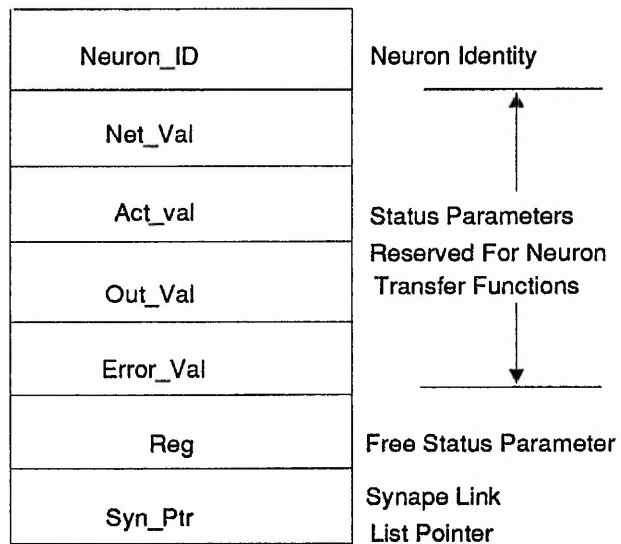 Neuron_ID Neuron Identity
Net_Val
Act_val Status Parameters
Reserved For Neuron
Out_Val Transfer Functions
Error_Val
Reg Free Status Parameter
Syn_Ptr Synape Link
List Pointer